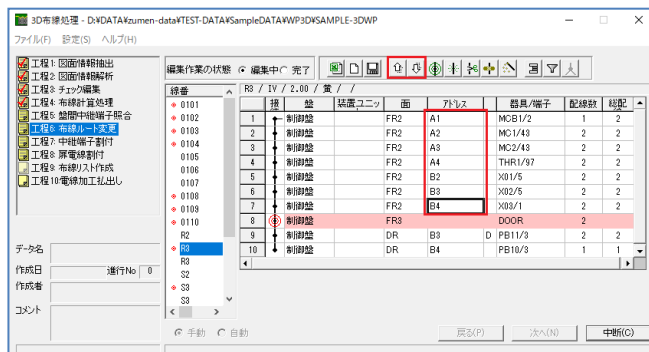 3D布線処理 - D:¥DATA¥zumen-data¥TEST-DATA¥SampleDATA¥WP3D¥SAMPLE-3DWP
ファイル(F) 設定(S) ヘルプ(H)
工程1: 図面情報抽出
工程2: 図面情報解析
工程3: チェック編集
工程4: 布線計算処理
工程5: 盤間中継端子照合
工程6: 布線ルート変更
工程7: 中継端子割付
工程8: 扉電線割付
工程9: 布線リスト作成
工程10:電線加工払出し
編集作業の状態 編集中 完了
線番
0101
0102
0103
0104
0105
0106
0107
0108
0109
0110
R2
R3
R3
S2
S3
S3
R3 / IV / 2.00 / 黄 / /
接 盤 装置ユニッ 面 アドレス 器具/端子 配線数 総配
1 制御盤 FR2 A1 MCB1/2 1 2
2 制御盤 FR2 A2 MC1/43 2 2
3 制御盤 FR2 A3 MC2/43 2 2
4 制御盤 FR2 A4 THR1/97 2 2
5 制御盤 FR2 B2 X01/5 2 2
6 制御盤 FR2 B3 X02/5 2 2
7 制御盤 FR2 B4 X03/1 2 2
8 制御盤 FR3 DOOR 2
9 制御盤 DR B3 D PB11/3 2 2
10 制御盤 DR B4 PB10/3 1 1
データ名
作成日 進行No 0
作成者
コメント
手動 自動
戻る(P) 次へ(N) 中断(C)